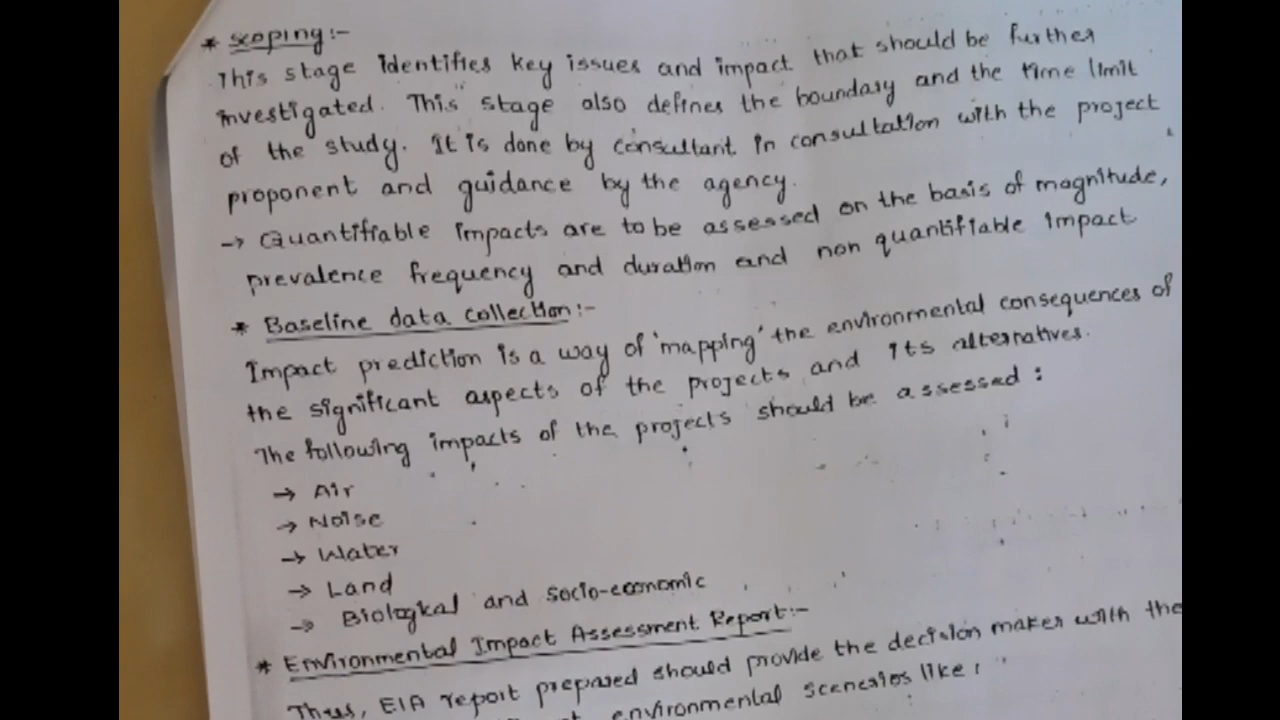 * Scoping:-
This stage identifies key issues and impact that should be further
investigated. This stage also defines the boundary and the time limit
of the study. It is done by consultant in consultation with the project
proponent and guidance by the agency.
→ Quantifiable impacts are to be assessed on the basis of magnitude,
prevalence frequency and duration and non quantifiable impact
* Baseline data collection:-
Impact prediction is a way of 'mapping' the environmental consequences of
the significant aspects of the projects and its alternatives.
The following impacts of the projects should be assessed:
→ Air
→ Noise
→ Water
→ Land
→ Biological and socio-economic
* Environmental Impact Assessment Report:-
Thus, EIA report prepared should provide the decision maker with the
environmental scenerios like: